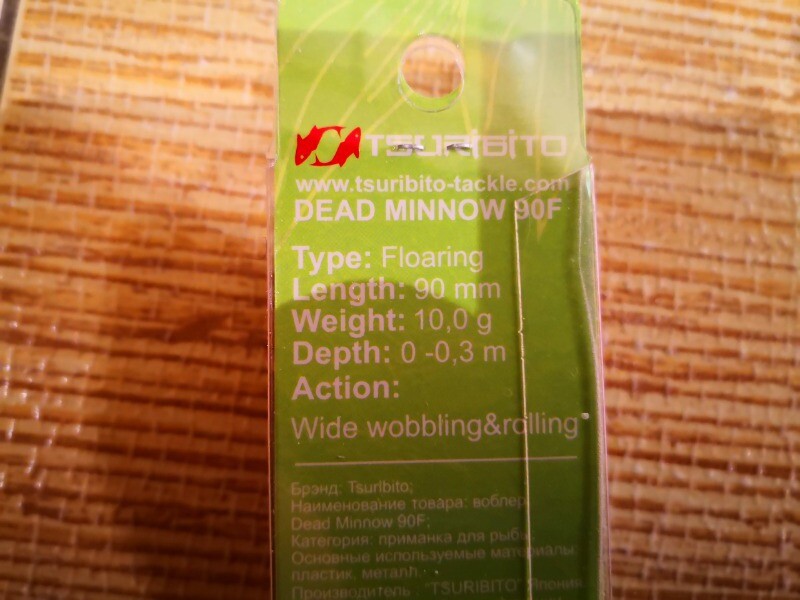 TSURIBITO
www.tsuribito-tackle.com
DEAD MINNOW 90F
Type: Floaring
Length: 90 mm
Weight: 10,0 g
Depth: 0 -0,3 m
Action:
Wide wobbling&rolling
Брэнд: TsurIbito;
Наименование товара: воблер
Dead Minnow 90F;
Категория: приманка для рыбы;
Основные используемые материалы:
пластик, металл.
Производитель : "TSURIBITO" Япония